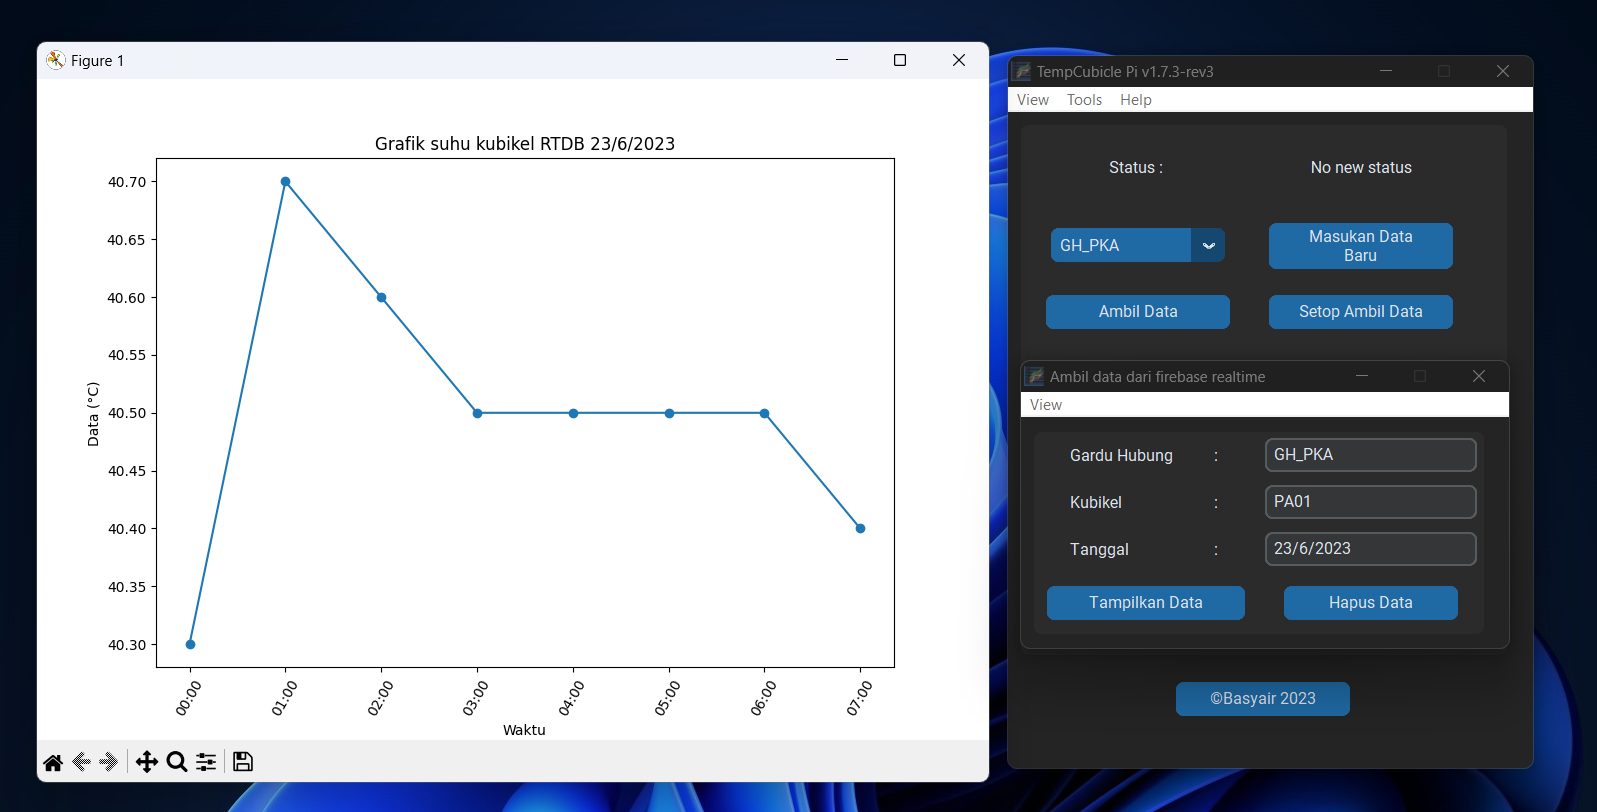 Figure 1
Grafik suhu kubikel RTDB 23/6/2023
40.70
40.65
40.60
40.55
40.50
40.45
40.40
40.35
40.30
Data (°C)
00:00
01:00
02:00
03:00
04:00
05:00
06:00
07:00
Waktu
TempCubicle Pi v1.7.3-rev3
View Tools Help
Status : No new status
GH_PKA
Masukan Data
Baru
Ambil Data
Setop Ambil Data
Ambil data dari firebase realtime
View
Gardu Hubung : GH_PKA
Kubikel : PA01
Tanggal : 23/6/2023
Tampilkan Data
Hapus Data
©Basyair 2023